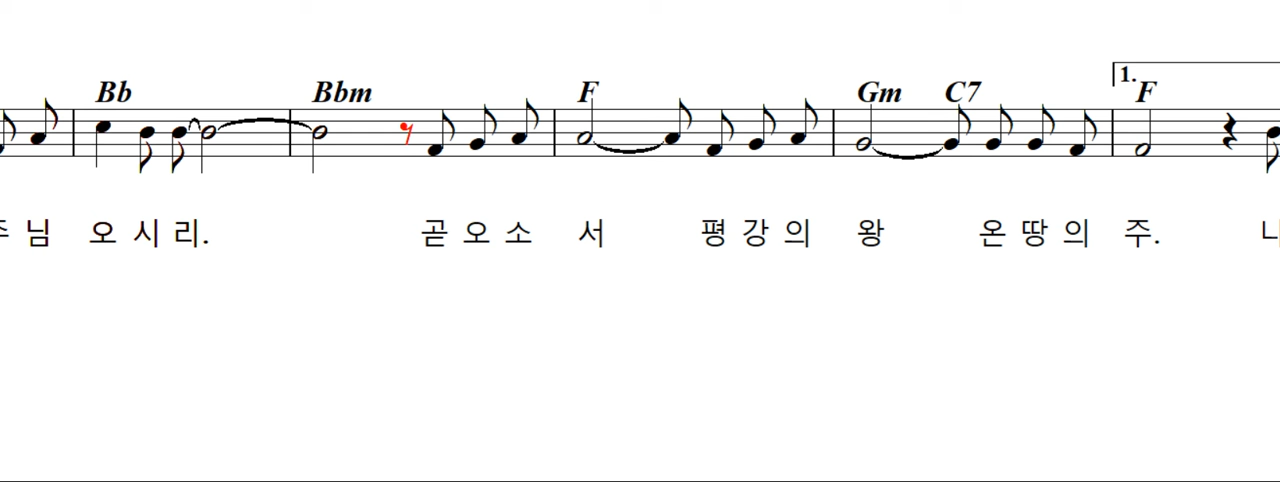 1.
Bb Bbm F Gm C7 F
님 오 시 리. 곧 오 소 서 평 강 의 왕 온 땅 의 주.